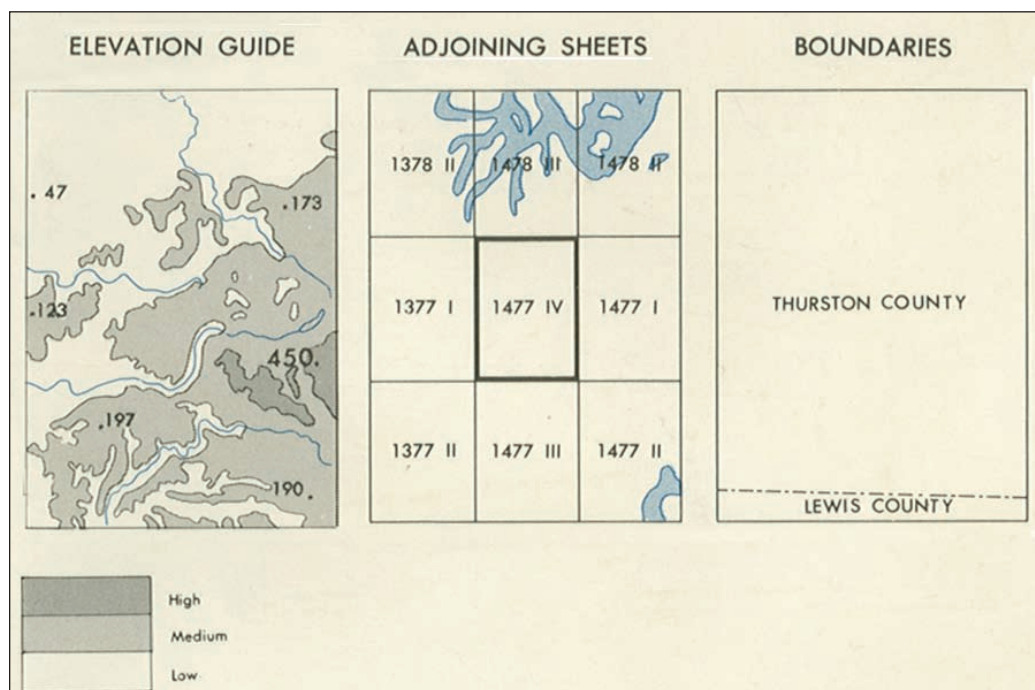 ELEVATION GUIDE
. 47
.173
.123
450.
.197
190 .
High
Medium
Low
ADJOINING SHEETS
1378 II
1478 III
1478 II
1377 I
1477 IV
1477 I
1377 II
1477 III
1477 II
BOUNDARIES
THURSTON COUNTY
LEWIS COUNTY